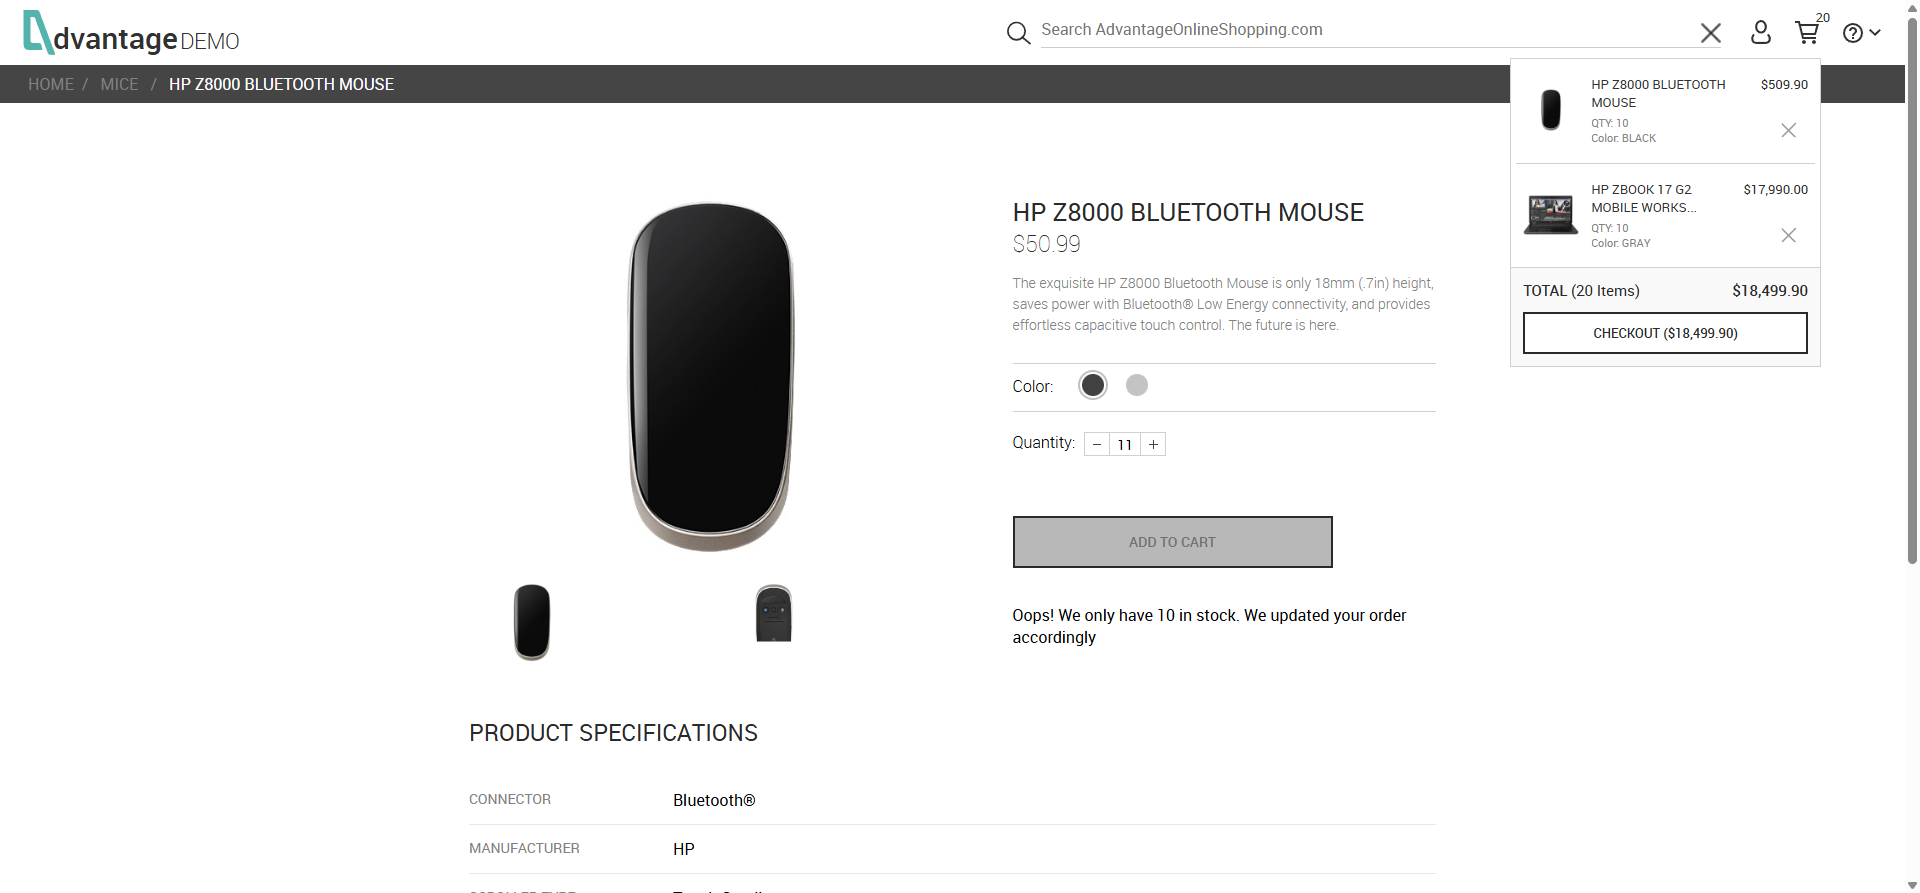 dvantage DEMO
Search AdvantageOnlineShopping.com
20
HOME / MICE / HP Z8000 BLUETOOTH MOUSE
HP Z8000 BLUETOOTH MOUSE
$509.90
QTY: 10
Color: BLACK
HP ZBOOK 17 G2 MOBILE WORKS...
$17,990.00
QTY: 10
Color: GRAY
TOTAL (20 Items) $18,499.90
CHECKOUT ($18,499.90)
HP Z8000 BLUETOOTH MOUSE
$50.99
The exquisite HP Z8000 Bluetooth Mouse is only 18mm (.7in) height,
saves power with Bluetooth® Low Energy connectivity, and provides
effortless capacitive touch control. The future is here.
Color:
Quantity: − 11 +
ADD TO CART
Oops! We only have 10 in stock. We updated your order
accordingly
PRODUCT SPECIFICATIONS
CONNECTOR Bluetooth®
MANUFACTURER HP